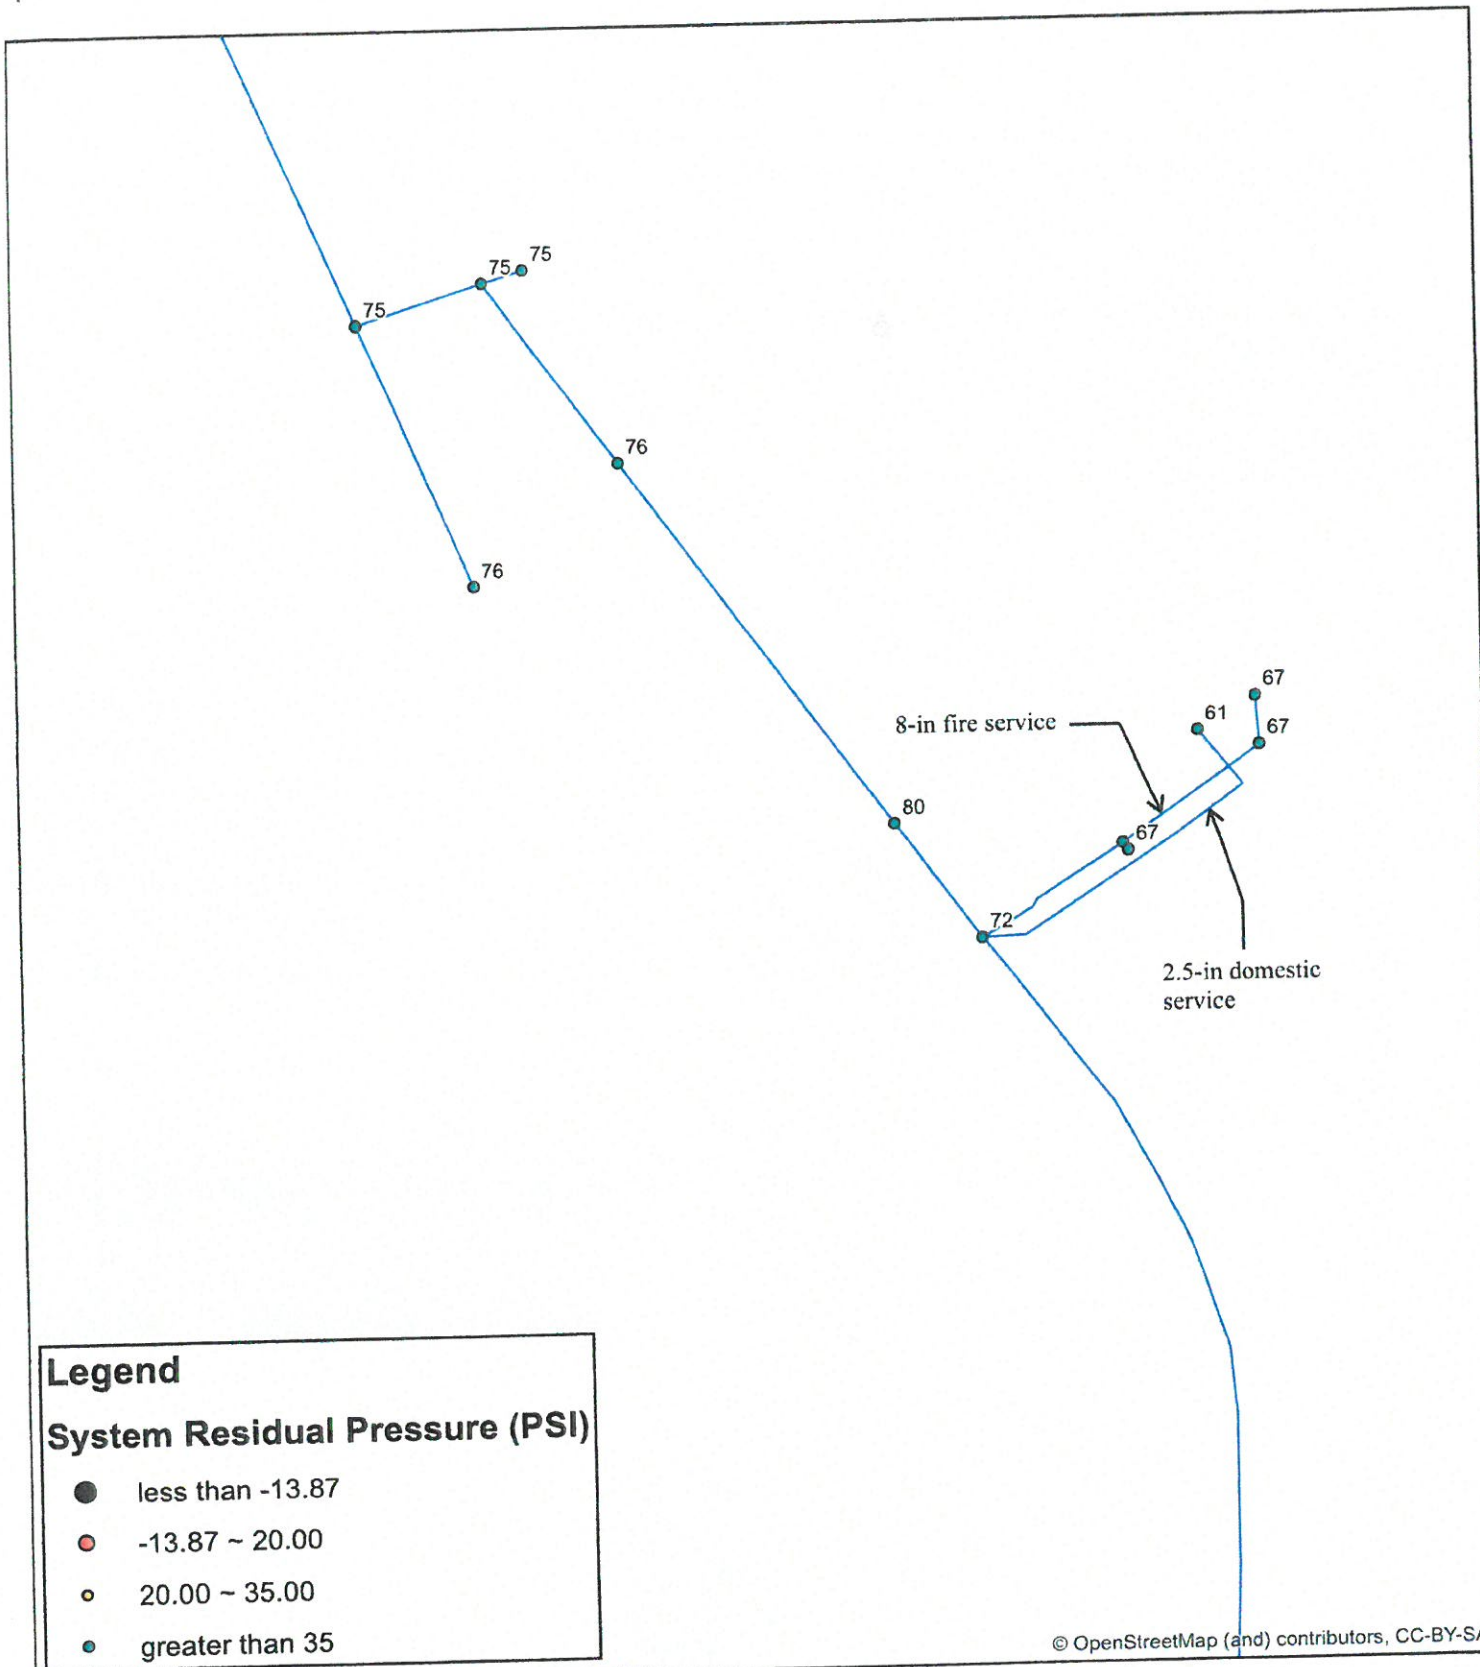 75
75
75
76
76
67
61
67
8-in fire service
80
67
72
2.5-in domestic
service
Legend
System Residual Pressure (PSI)
less than -13.87
-13.87 ~ 20.00
20.00 ~ 35.00
greater than 35
© OpenStreetMap (and) contributors, CC-BY-SA